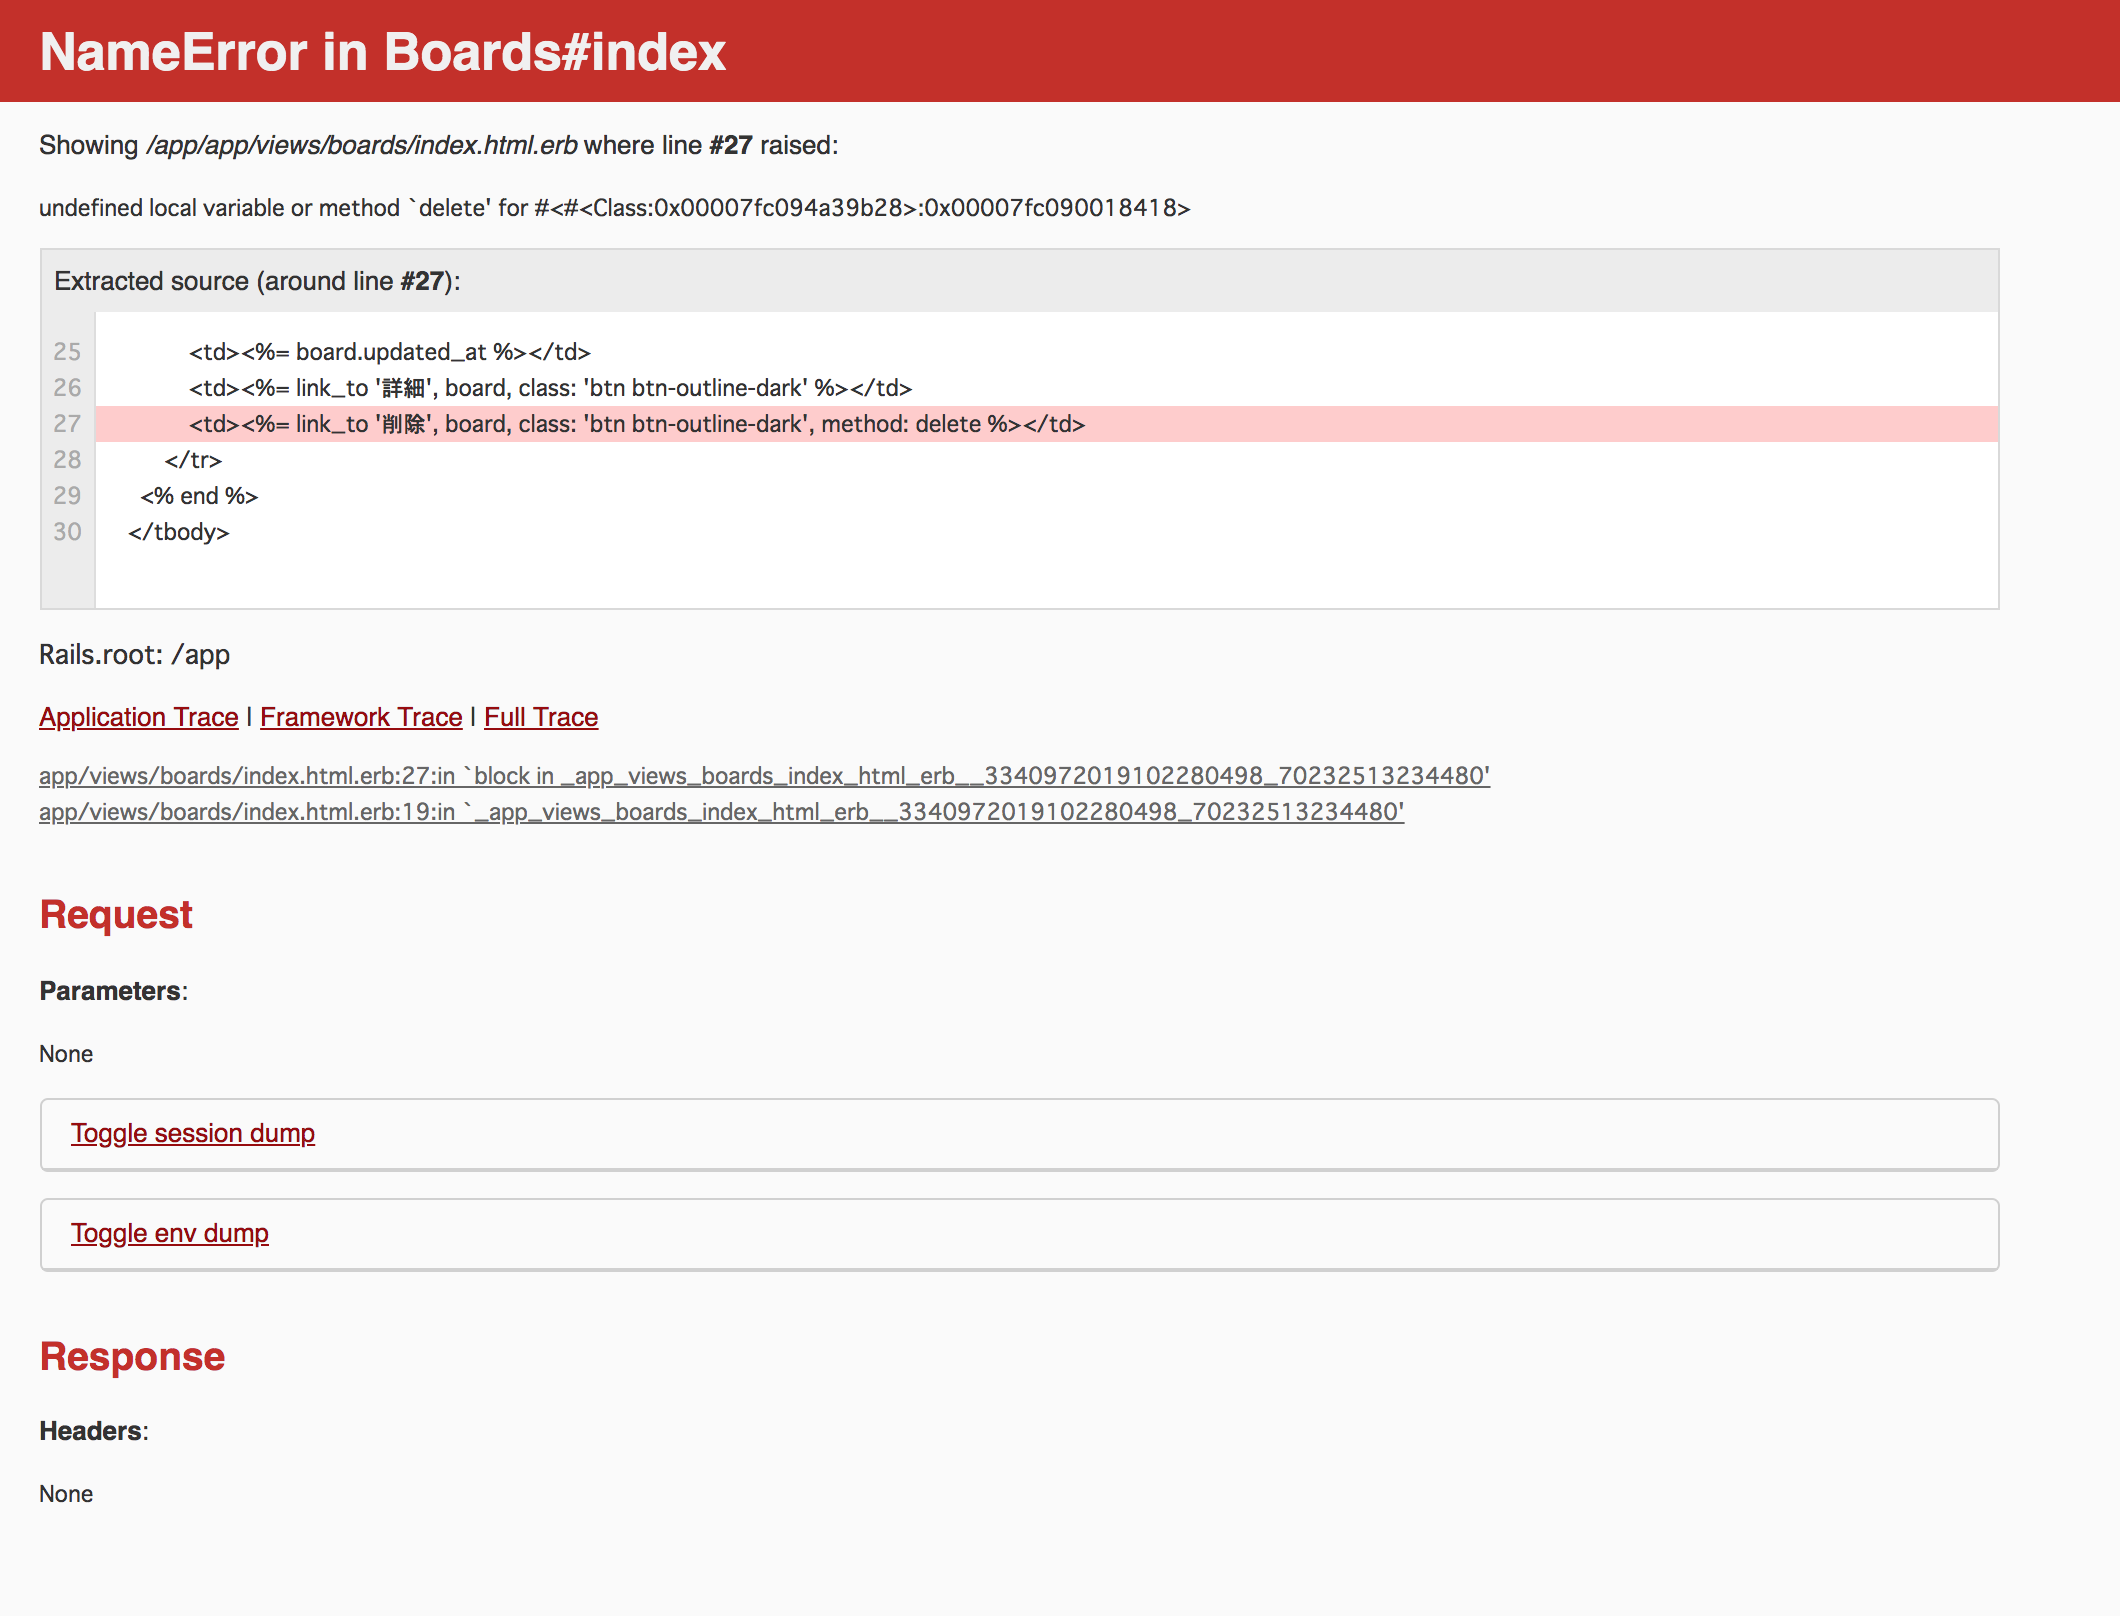 NameError in Boards#index
Showing /app/app/views/boards/index.html.erb where line #27 raised:
undefined local variable or method `delete' for #<#<Class:0x00007fc094a39b28>:0x00007fc090018418>
Extracted source (around line #27):
25 <td><%= board.updated_at %></td>
26 <td><%= link_to '詳細', board, class: 'btn btn-outline-dark' %></td>
27 <td><%= link_to '削除', board, class: 'btn btn-outline-dark', method: delete %></td>
28 </tr>
29 <% end %>
30 </tbody>
Rails.root: /app
Application Trace | Framework Trace | Full Trace
app/views/boards/index.html.erb:27:in `block in _app_views_boards_index_html_erb__3340972019102280498_70232513234480'
app/views/boards/index.html.erb:19:in `_app_views_boards_index_html_erb__3340972019102280498_70232513234480'
Request
Parameters:
None
Toggle session dump
Toggle env dump
Response
Headers:
None